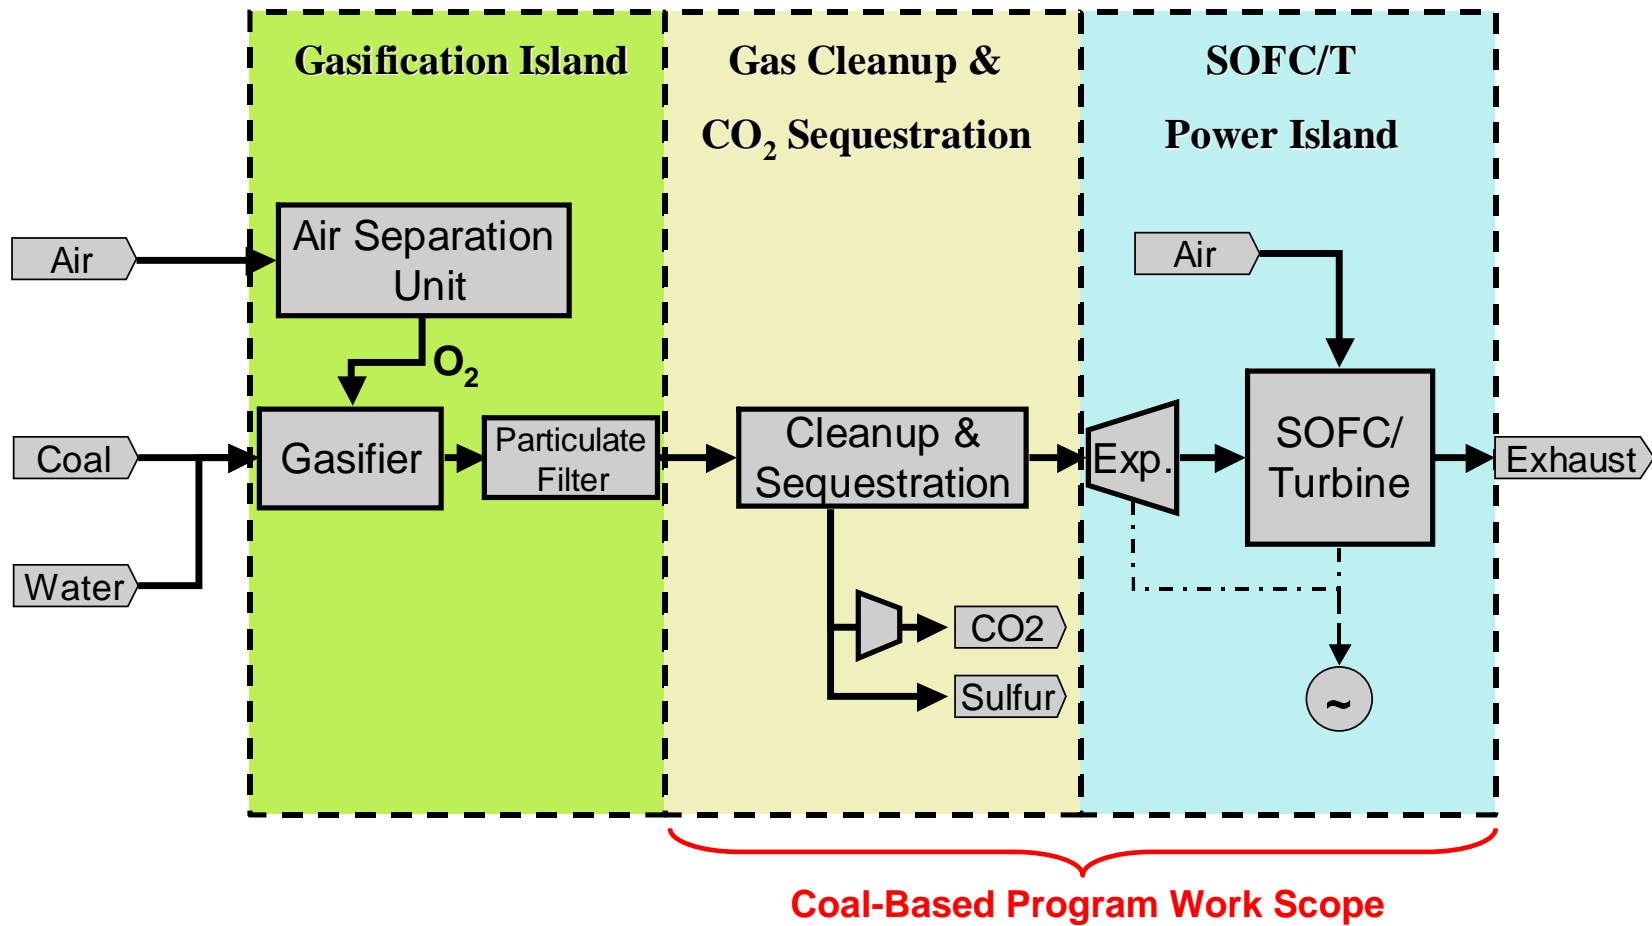 Gasification Island
Gas Cleanup &
CO2 Sequestration
SOFC/T
Power Island
Air
Air Separation
Unit
O2
Coal
Water
Gasifier
Particulate
Filter
Cleanup &
Sequestration
CO2
Sulfur
Air
Exp.
SOFC/
Turbine
Exhaust
~
Coal-Based Program Work Scope